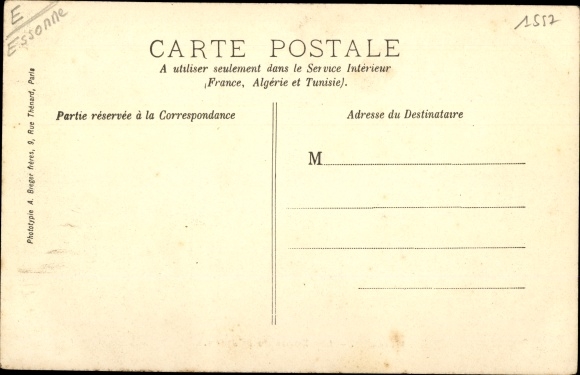 E
Essonne
1557
CARTE POSTALE
A utiliser seulement dans le Service Intérieur
(France, Algérie et Tunisie).
Partie réservée à la Correspondance
Adresse du Destinataire
M
Phototypie A. Breger frères, 9, Rue Thénard, Paris